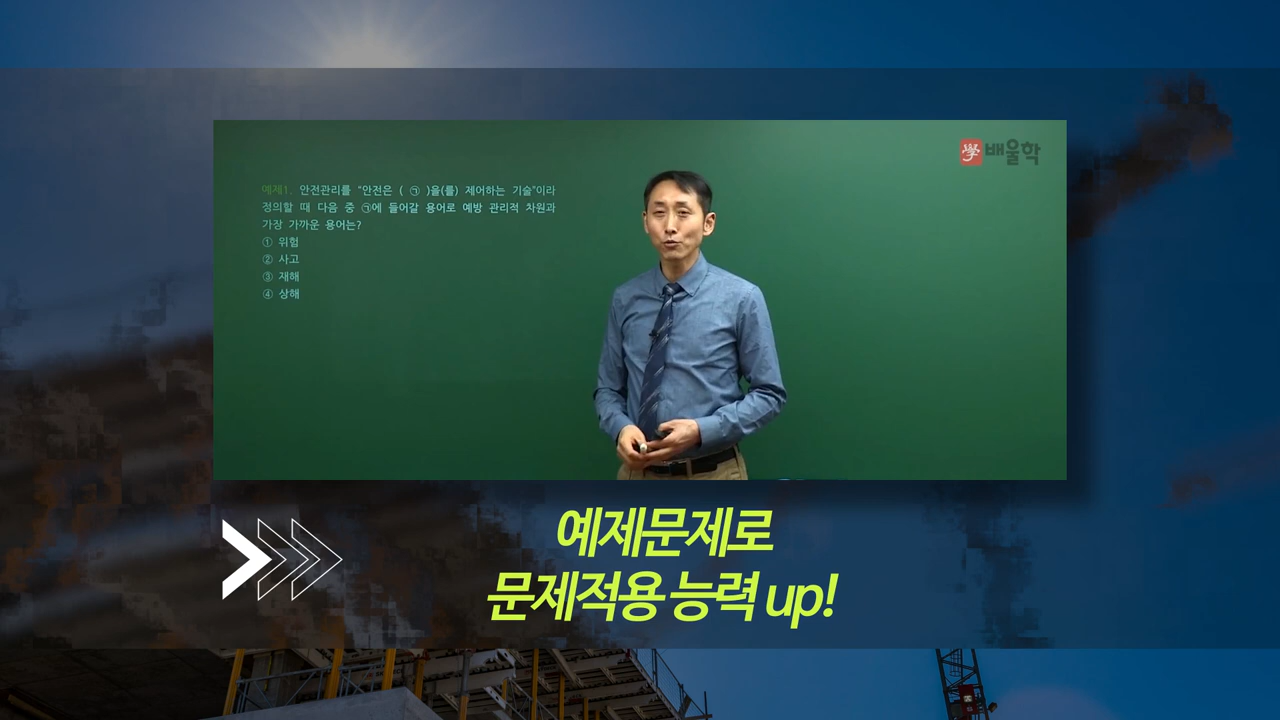 學 배울학
예제1. 안전관리를 "안전은 ( ㉠ )을(를) 제어하는 기술"이라
정의할 때 다음 중 ㉠에 들어갈 용어로 예방 관리적 차원과
가장 가까운 용어는?
① 위험
② 사고
③ 재해
④ 상해
예제문제로
문제적용 능력 up!